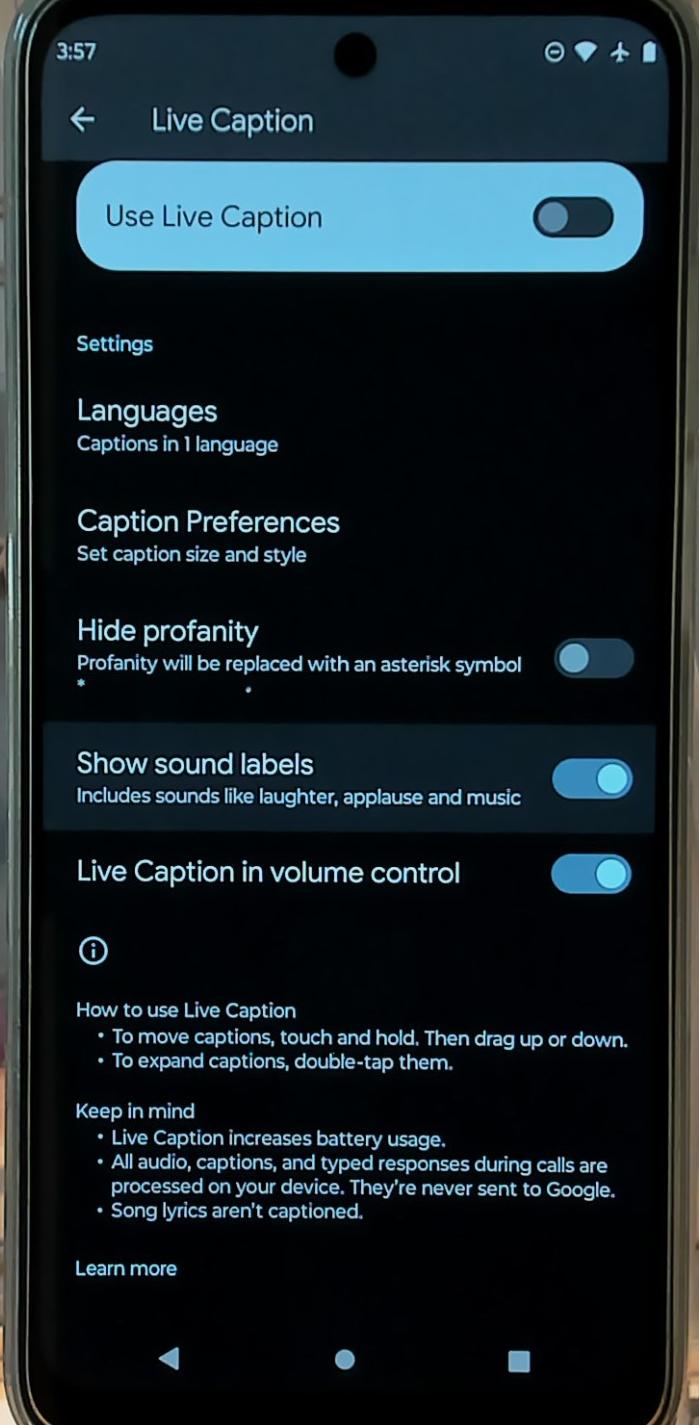 3:57
Live Caption
Use Live Caption
Settings
Languages
Captions in 1 language
Caption Preferences
Set caption size and style
Hide profanity
Profanity will be replaced with an asterisk symbol
*
Show sound labels
Includes sounds like laughter, applause and music
Live Caption in volume control
How to use Live Caption
• To move captions, touch and hold. Then drag up or down.
• To expand captions, double-tap them.
Keep in mind
• Live Caption increases battery usage.
• All audio, captions, and typed responses during calls are
processed on your device. They're never sent to Google.
• Song lyrics aren't captioned.
Learn more